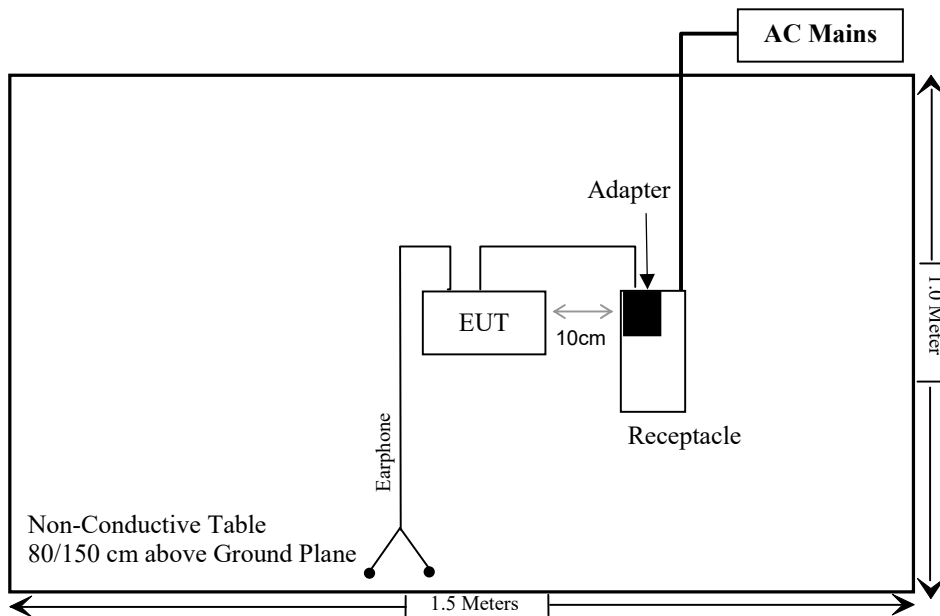 AC Mains
Adapter
EUT
10cm
1.0 Meter
Receptacle
Earphone
Non-Conductive Table
80/150 cm above Ground Plane
1.5 Meters